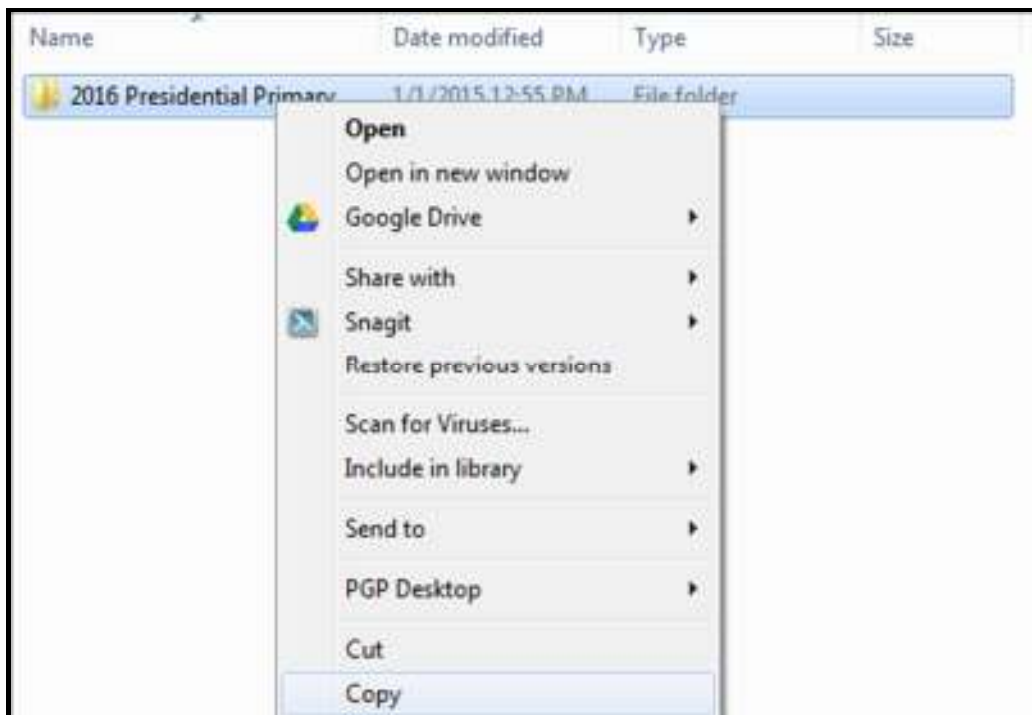 Name Date modified Type Size
2016 Presidential Primary 1/1/2015 12:55 PM File folder
Open
Open in new window
Google Drive
Share with
Snagit
Restore previous versions
Scan for Viruses...
Include in library
Send to
PGP Desktop
Cut
Copy